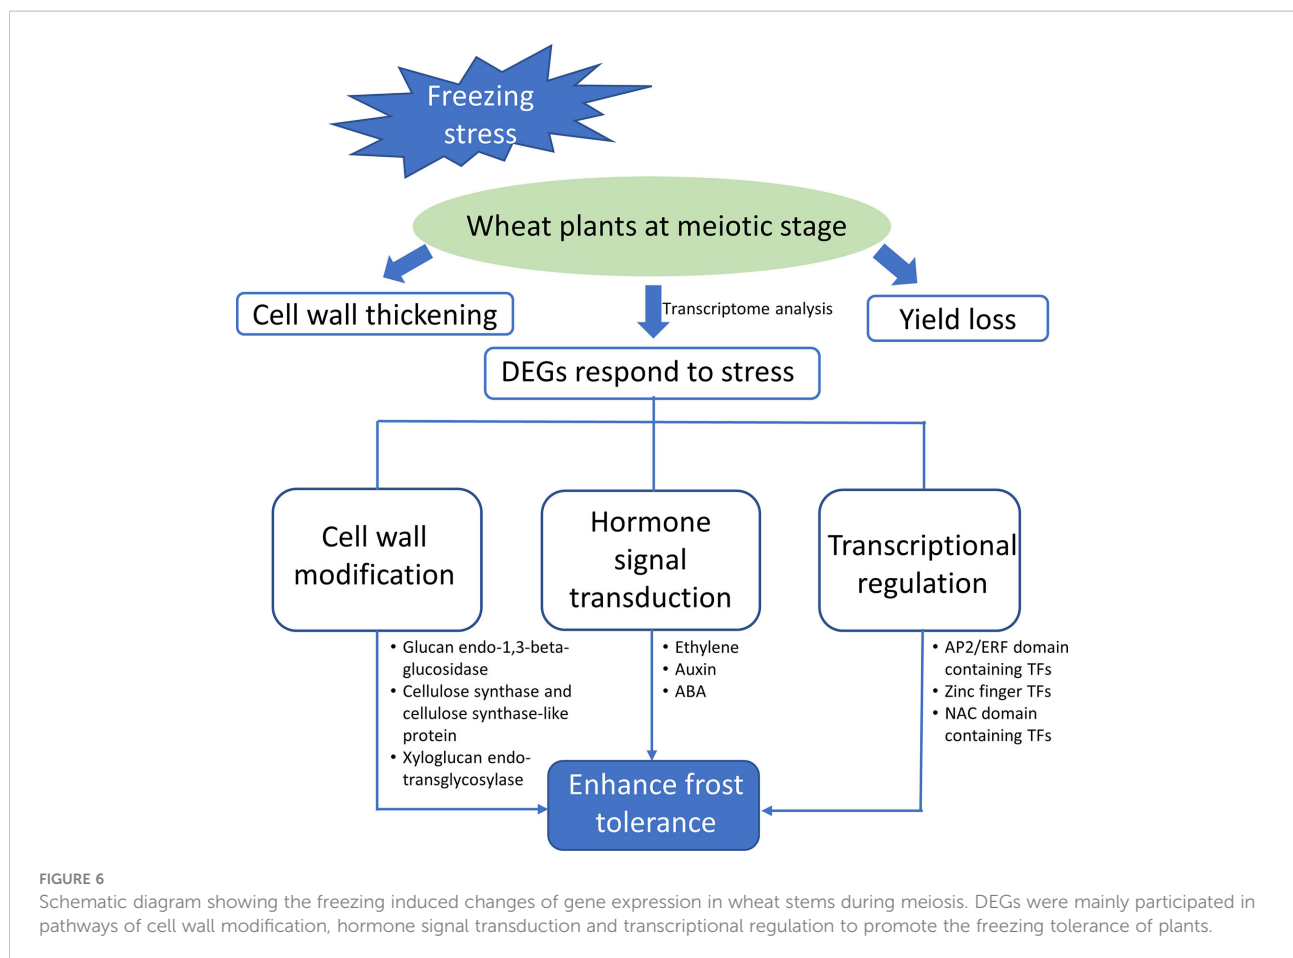 Freezing
stress
Wheat plants at meiotic stage
Cell wall thickening
Transcriptome analysis
Yield loss
DEGs respond to stress
Cell wall
modification
Hormone
signal
transduction
Transcriptional
regulation
• Glucan endo-1,3-beta-
glucosidase
• Cellulose synthase and
cellulose synthase-like
protein
• Xyloglucan endo-
transglycosylase
• Ethylene
• Auxin
• ABA
• AP2/ERF domain
containing TFs
• Zinc finger TFs
• NAC domain
containing TFs
Enhance frost
tolerance
FIGURE 6
Schematic diagram showing the freezing induced changes of gene expression in wheat stems during meiosis. DEGs were mainly participated in
pathways of cell wall modification, hormone signal transduction and transcriptional regulation to promote the freezing tolerance of plants.